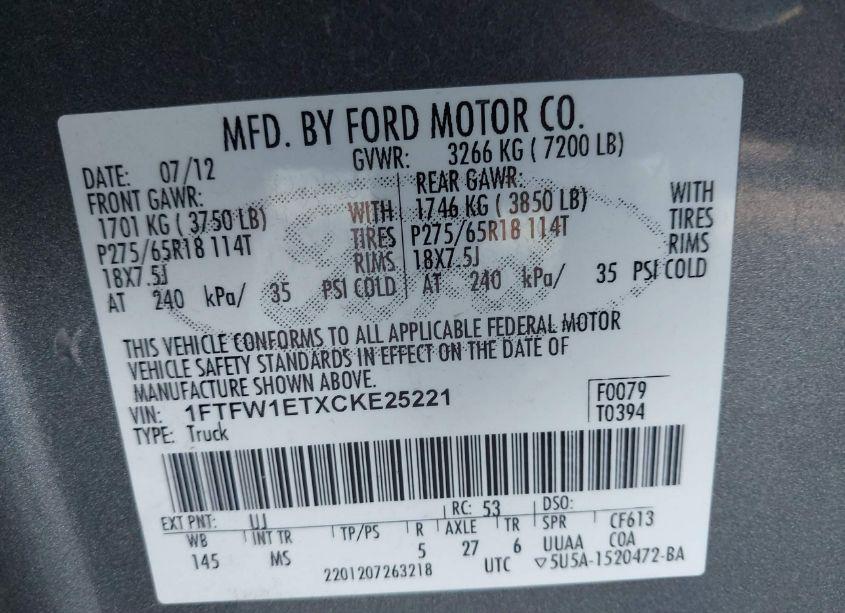 MFD. BY FORD MOTOR CO.
DATE: 07/12 GVWR: 3266 KG ( 7200 LB)
FRONT GAWR: REAR GAWR:
1701 KG ( 3750 LB) WITH 1746 KG ( 3850 LB) WITH
P275/65R18 114T TIRES P275/65R18 114T TIRES
18X7.5J RIMS 18X7.5J RIMS
AT 240 kPa/ 35 PSI COLD AT 240 kPa/ 35 PSI COLD
THIS VEHICLE CONFORMS TO ALL APPLICABLE FEDERAL MOTOR
VEHICLE SAFETY STANDARDS IN EFFECT ON THE DATE OF
MANUFACTURE SHOWN ABOVE.
VIN: 1FTFW1ETXCKE25221 F0079
TYPE: Truck T0394
EXT PNT: UJ RC: 53 DSO:
WB INT TR TP/PS R AXLE TR SPR CF613
145 MS 5 27 6 UUAA COA
2201207263218 UTC ▽5U5A-1520472-BA